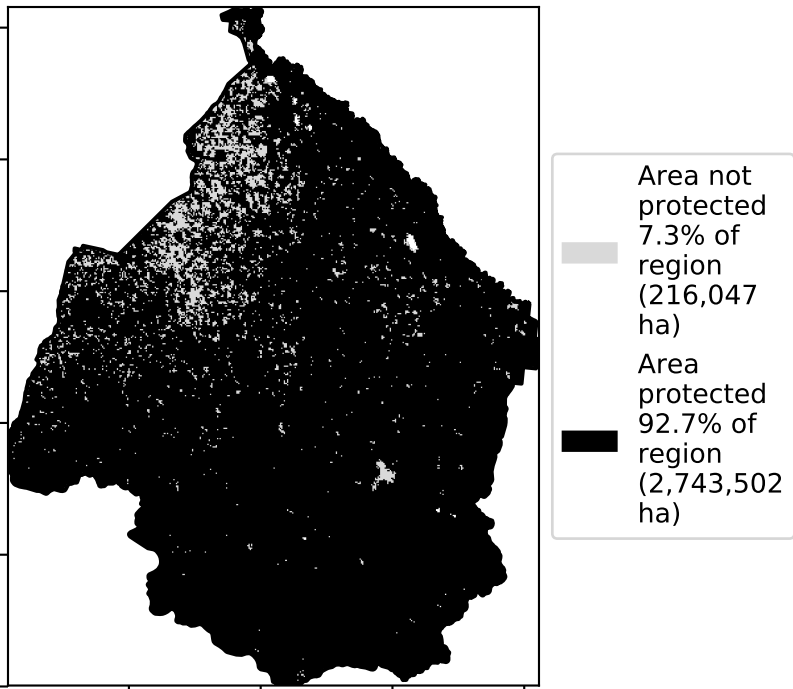 Area not
protected
7.3% of
region
(216,047
ha)
Area
protected
92.7% of
region
(2,743,502
ha)